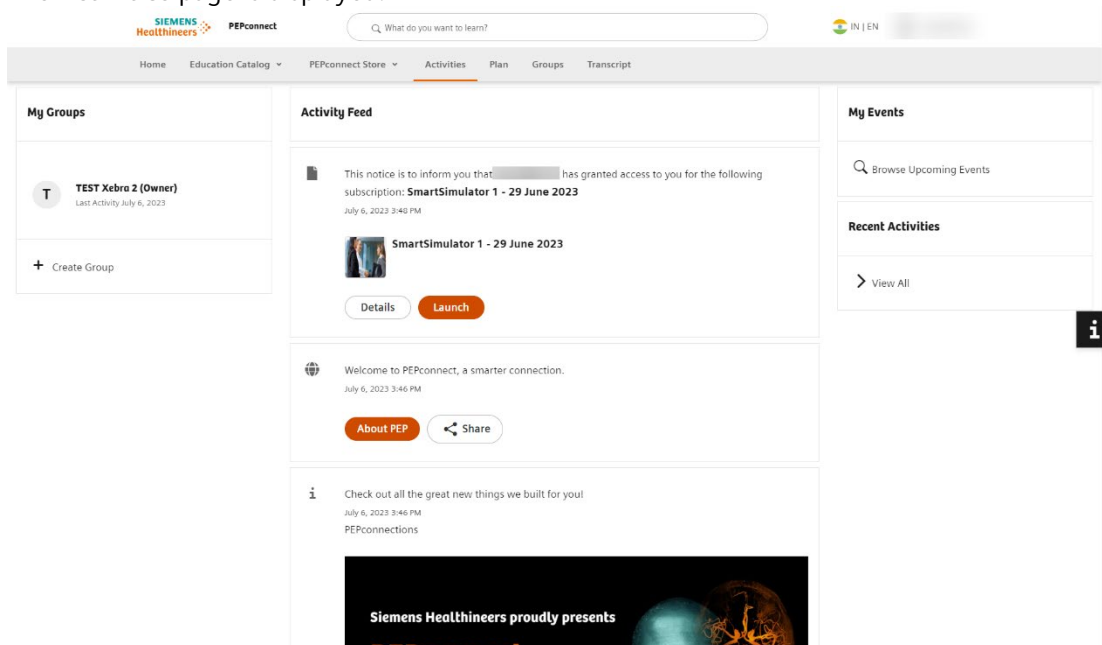 SIEMENS
Healthineers
PEPconnect
What do you want to learn?
IN | EN
Home Education Catalog PEPconnect Store Activities Plan Groups Transcript
My Groups
T
TEST Xebra 2 (Owner)
Last Activity July 6, 2023
+ Create Group
Activity Feed
This notice is to inform you that has granted access to you for the following
subscription: SmartSimulator 1 - 29 June 2023
July 6, 2023 3:48 PM
SmartSimulator 1 - 29 June 2023
Details Launch
Welcome to PEPconnect, a smarter connection.
July 6, 2023 3:46 PM
About PEP Share
i
Check out all the great new things we built for you!
July 6, 2023 3:46 PM
PEPconnections
Siemens Healthineers proudly presents
My Events
Browse Upcoming Events
Recent Activities
View All
i